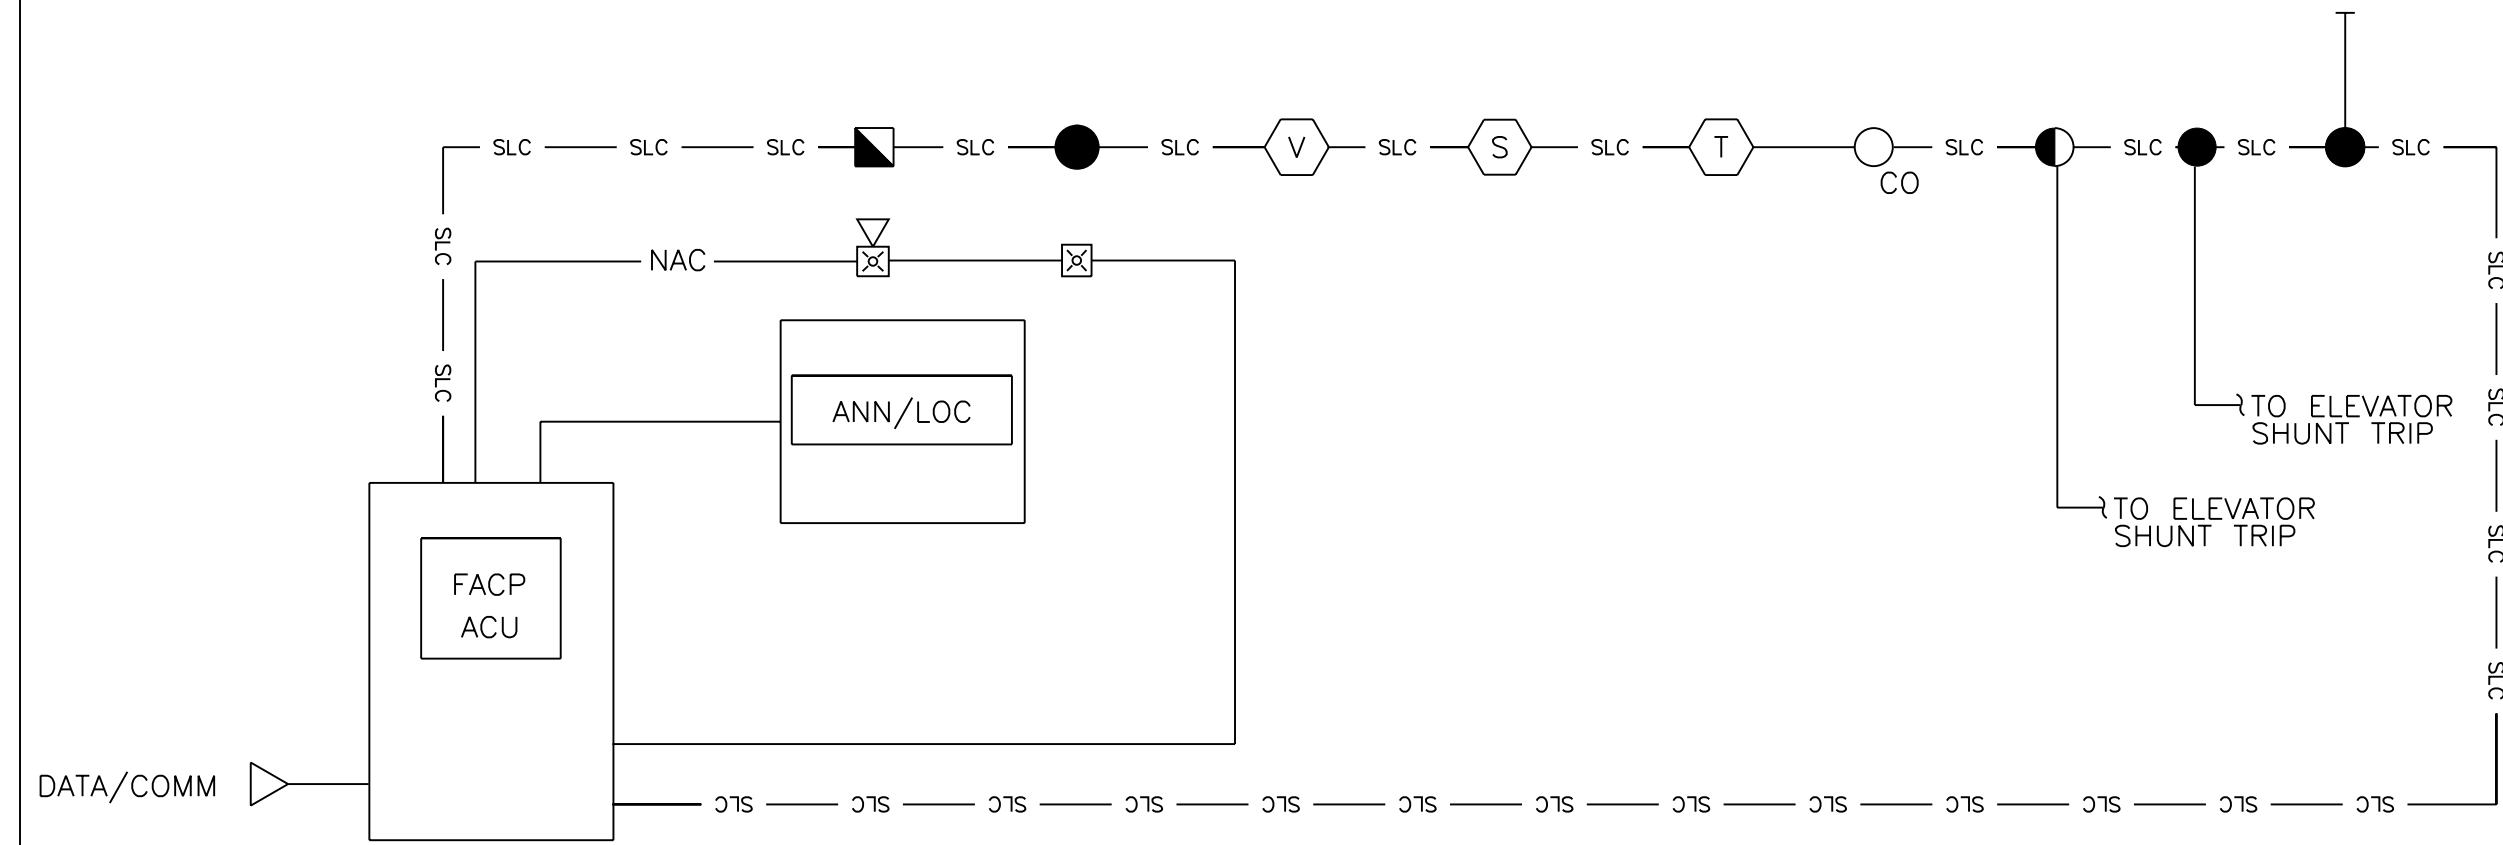 SLC SLC SLC SLC SLC V SLC S SLC T SLC SLC SLC SLC
CO
SLC
NAC
SLC
SLC
SLC
ANN/LOC
SLC
TO ELEVATOR
SHUNT TRIP
TO ELEVATOR
SHUNT TRIP
SLC
FACP
ACU
SLC
DATA/COMM
SLC SLC SLC SLC SLC SLC SLC SLC SLC SLC SLC SLC SLC